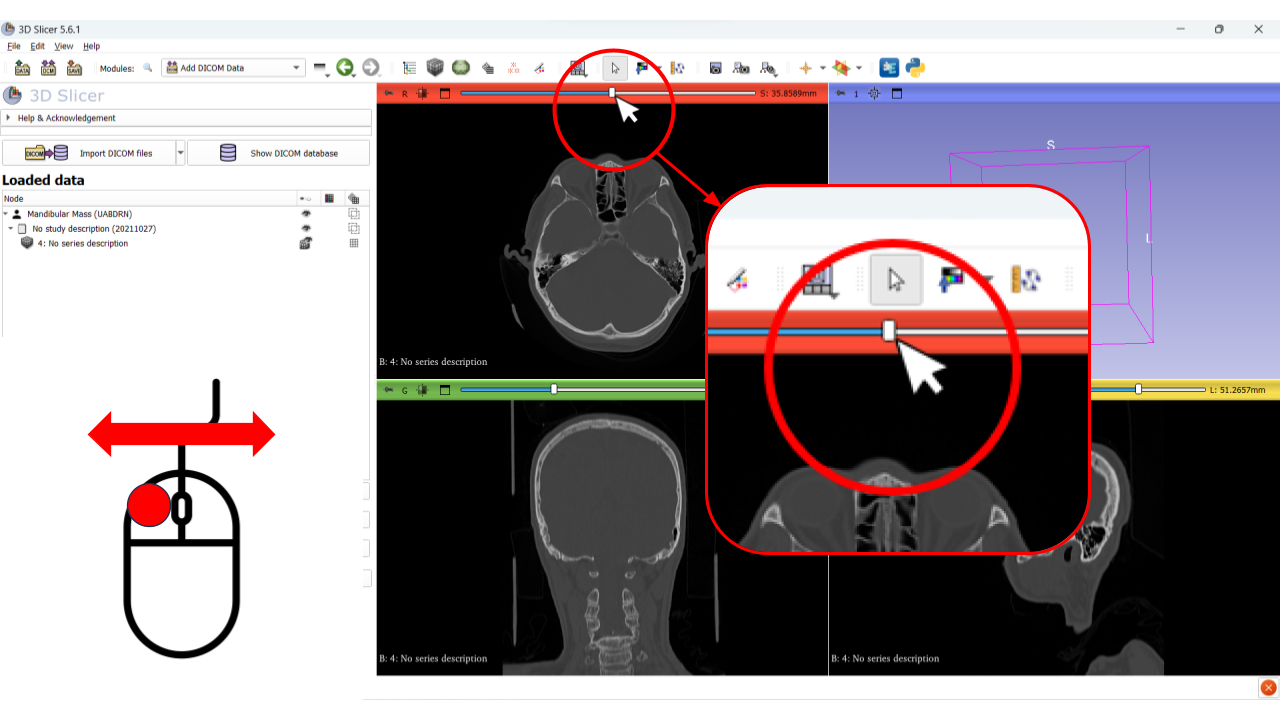 3D Slicer 5.6.1
File Edit View Help
DATA DCM SAVE Modules: Add DICOM Data
3D Slicer
Help & Acknowledgement
DICOM Import DICOM files Show DICOM database
Loaded data
Node
Mandibular Mass (UABDRN)
No study description (20211027)
4: No series description
R S: 35.8589mm
B: 4: No series description
1
S
L
G
B: 4: No series description
L: 51.2657mm
B: 4: No series description